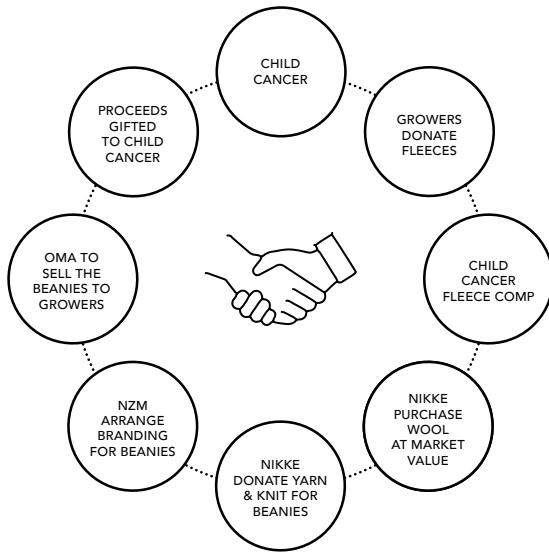 CHILD
CANCER
GROWERS
DONATE
FLEECES
CHILD
CANCER
FLEECE COMP
NIKKE
PURCHASE
WOOL
AT MARKET
VALUE
NIKKE
DONATE YARN
& KNIT FOR
BEANIES
NZM
ARRANGE
BRANDING
FOR BEANIES
OMA TO
SELL THE
BEANIES TO
GROWERS
PROCEEDS
GIFTED
TO CHILD
CANCER